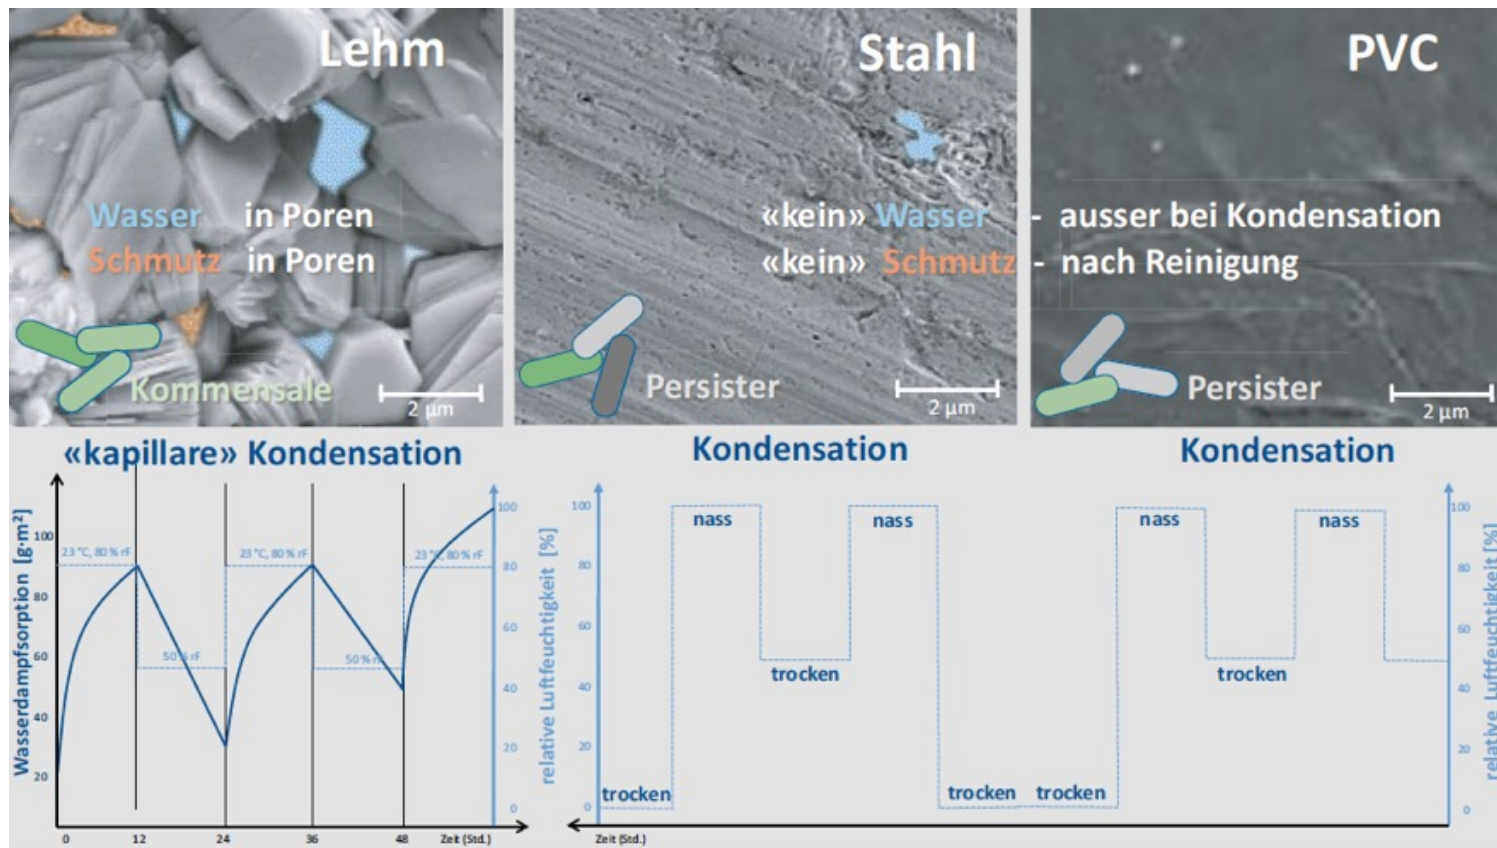 Lehm
Wasser in Poren
Schmutz in Poren
Kommensale
2 µm
Stahl
«kein» Wasser - ausser bei Kondensation
«kein» Schmutz - nach Reinigung
Persister
2 µm
PVC
Persister
2 µm
«kapillare» Kondensation
Wasserdampfsorption [g·m²]
100
80
60
40
20
23 °C, 80 % rF
50 % rF
23 °C, 80 % rF
50 % rF
23 °C, 80 % rF
100
80
60
40
20
0
relative Luftfeuchtigkeit [%]
0 12 24 36 48 Zeit (Std.)
Kondensation
100
80
60
40
20
0
nass
nass
trocken
trocken
trocken
Zeit (Std.)
Kondensation
nass
nass
trocken
trocken
100
80
60
40
20
0
relative Luftfeuchtigkeit [%]